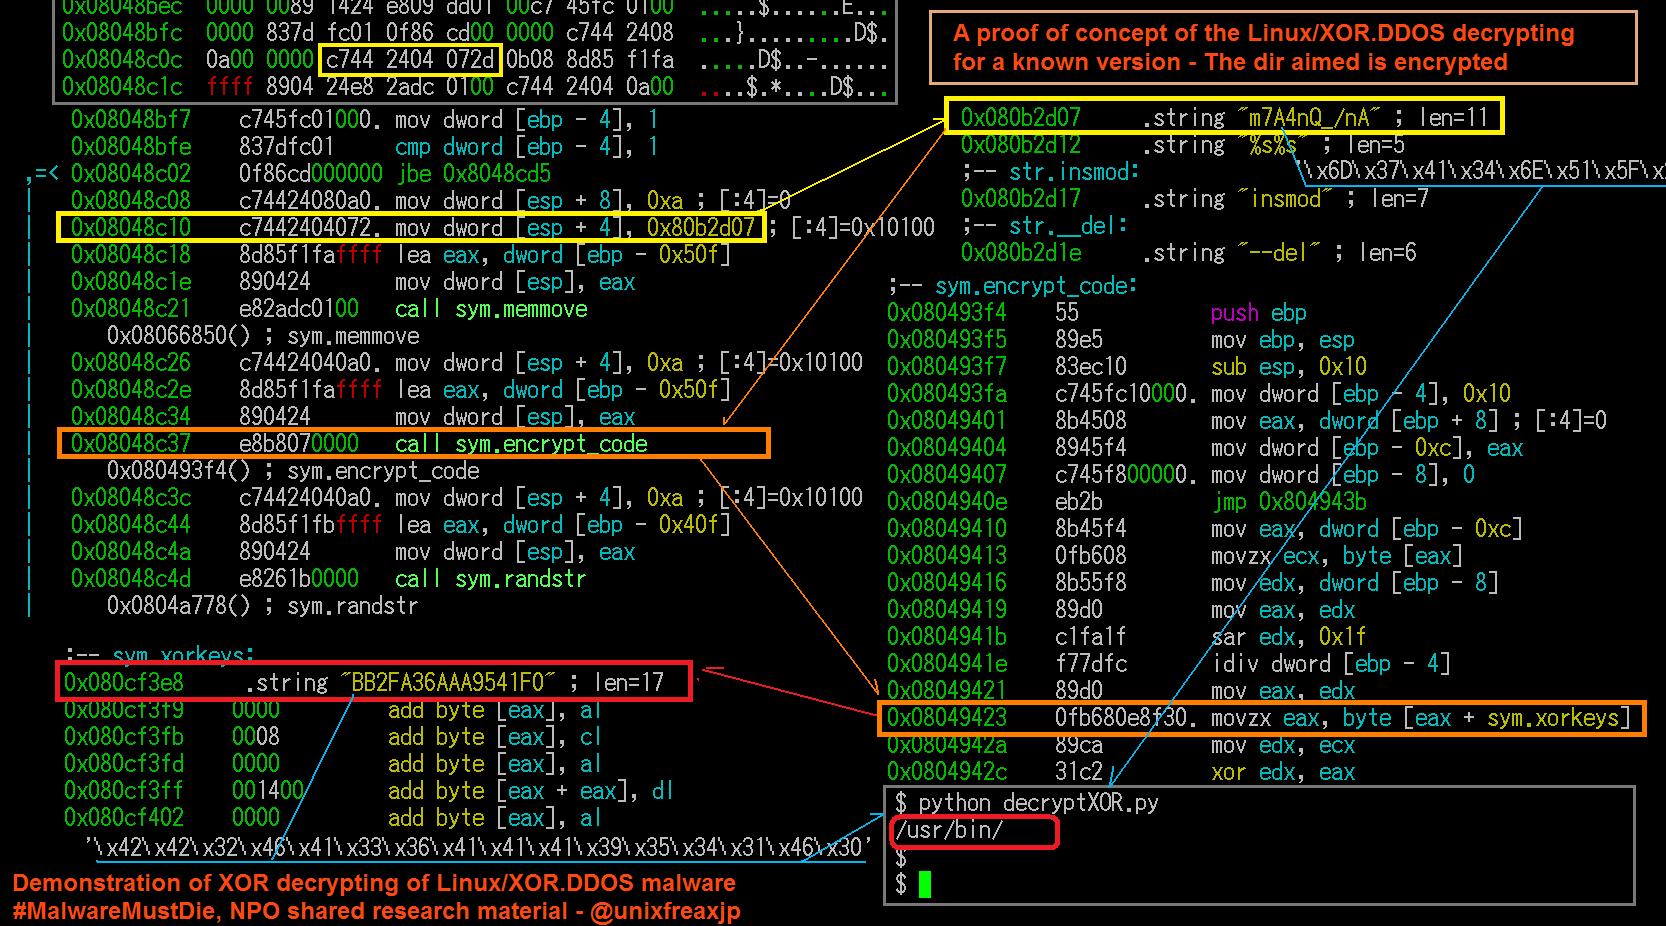 0x08048bec 0000 0089 1424 e809 dd01 00c7 45fc 0100 .....$......E...
0x08048bfc 0000 837d fc01 0f86 cd00 0000 c744 2408 ...}.........D$.
0x08048c0c 0a00 0000 c744 2404 072d 0b08 8d85 f1fa .....D$..-......
0x08048c1c ffff 8904 24e8 2adc 0100 c744 2404 0a00 ....$.*....D$...
0x08048bf7 c745fc01000. mov dword [ebp - 4], 1
0x08048bfe 837dfc01 cmp dword [ebp - 4], 1
,=< 0x08048c02 0f86cd000000 jbe 0x8048cd5
0x08048c08 c74424080a0. mov dword [esp + 8], 0xa ; [:4]=0
0x08048c10 c7442404072. mov dword [esp + 4], 0x80b2d07 ; [:4]=0x10100
0x08048c18 8d85f1faffff lea eax, dword [ebp - 0x50f]
0x08048c1e 890424 mov dword [esp], eax
0x08048c21 e82adc0100 call sym.memmove
0x08066850() ; sym.memmove
0x08048c26 c74424040a0. mov dword [esp + 4], 0xa ; [:4]=0x10100
0x08048c2e 8d85f1faffff lea eax, dword [ebp - 0x50f]
0x08048c34 890424 mov dword [esp], eax
0x08048c37 e8b8070000 call sym.encrypt_code
0x080493f4() ; sym.encrypt_code
0x08048c3c c74424040a0. mov dword [esp + 4], 0xa ; [:4]=0x10100
0x08048c44 8d85f1fbffff lea eax, dword [ebp - 0x40f]
0x08048c4a 890424 mov dword [esp], eax
0x08048c4d e8261b0000 call sym.randstr
0x0804a778() ; sym.randstr
;-- sym.xorkeys:
0x080cf3e8 .string "BB2FA36AAA9541F0" ; len=17
0x080cf3f9 0000 add byte [eax], al
0x080cf3fb 0008 add byte [eax], cl
0x080cf3fd 0000 add byte [eax], al
0x080cf3ff 001400 add byte [eax + eax], dl
0x080cf402 0000 add byte [eax], al
'\x42\x42\x32\x46\x41\x33\x36\x41\x41\x41\x39\x35\x34\x31\x46\x30'
Demonstration of XOR decrypting of Linux/XOR.DDOS malware
#MalwareMustDie, NPO shared research material - @unixfreaxjp
A proof of concept of the Linux/XOR.DDOS decrypting
for a known version - The dir aimed is encrypted
0x080b2d07 .string "m7A4nQ_/nA" ; len=11
0x080b2d12 .string "%s%s" ; len=5
;-- str.insmod: '\x6D\x37\x41\x34\x6E\x51\x5F\x
0x080b2d17 .string "insmod" ; len=7
;-- str.__del:
0x080b2d1e .string "--del" ; len=6
;-- sym.encrypt_code:
0x080493f4 55 push ebp
0x080493f5 89e5 mov ebp, esp
0x080493f7 83ec10 sub esp, 0x10
0x080493fa c745fc10000. mov dword [ebp - 4], 0x10
0x08049401 8b4508 mov eax, dword [ebp + 8] ; [:4]=0
0x08049404 8945f4 mov dword [ebp - 0xc], eax
0x08049407 c745f800000. mov dword [ebp - 8], 0
0x0804940e eb2b jmp 0x804943b
0x08049410 8b45f4 mov eax, dword [ebp - 0xc]
0x08049413 0fb608 movzx ecx, byte [eax]
0x08049416 8b55f8 mov edx, dword [ebp - 8]
0x08049419 89d0 mov eax, edx
0x0804941b c1fa1f sar edx, 0x1f
0x0804941e f77dfc idiv dword [ebp - 4]
0x08049421 89d0 mov eax, edx
0x08049423 0fb680e8f30. movzx eax, byte [eax + sym.xorkeys]
0x0804942a 89ca mov edx, ecx
0x0804942c 31c2 xor edx, eax
$ python decryptXOR.py
/usr/bin/
$
$